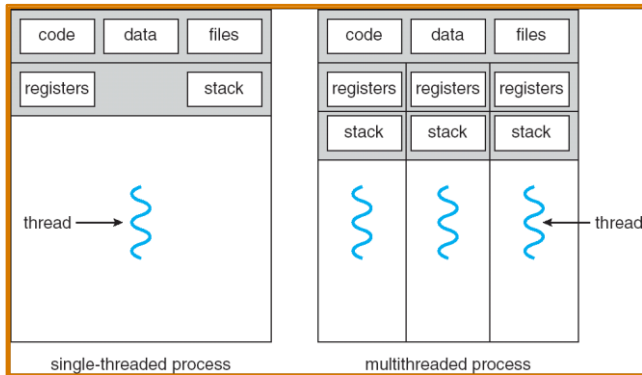 code data files code data files
registers stack registers registers registers
stack stack stack
thread thread
single-threaded process multithreaded process